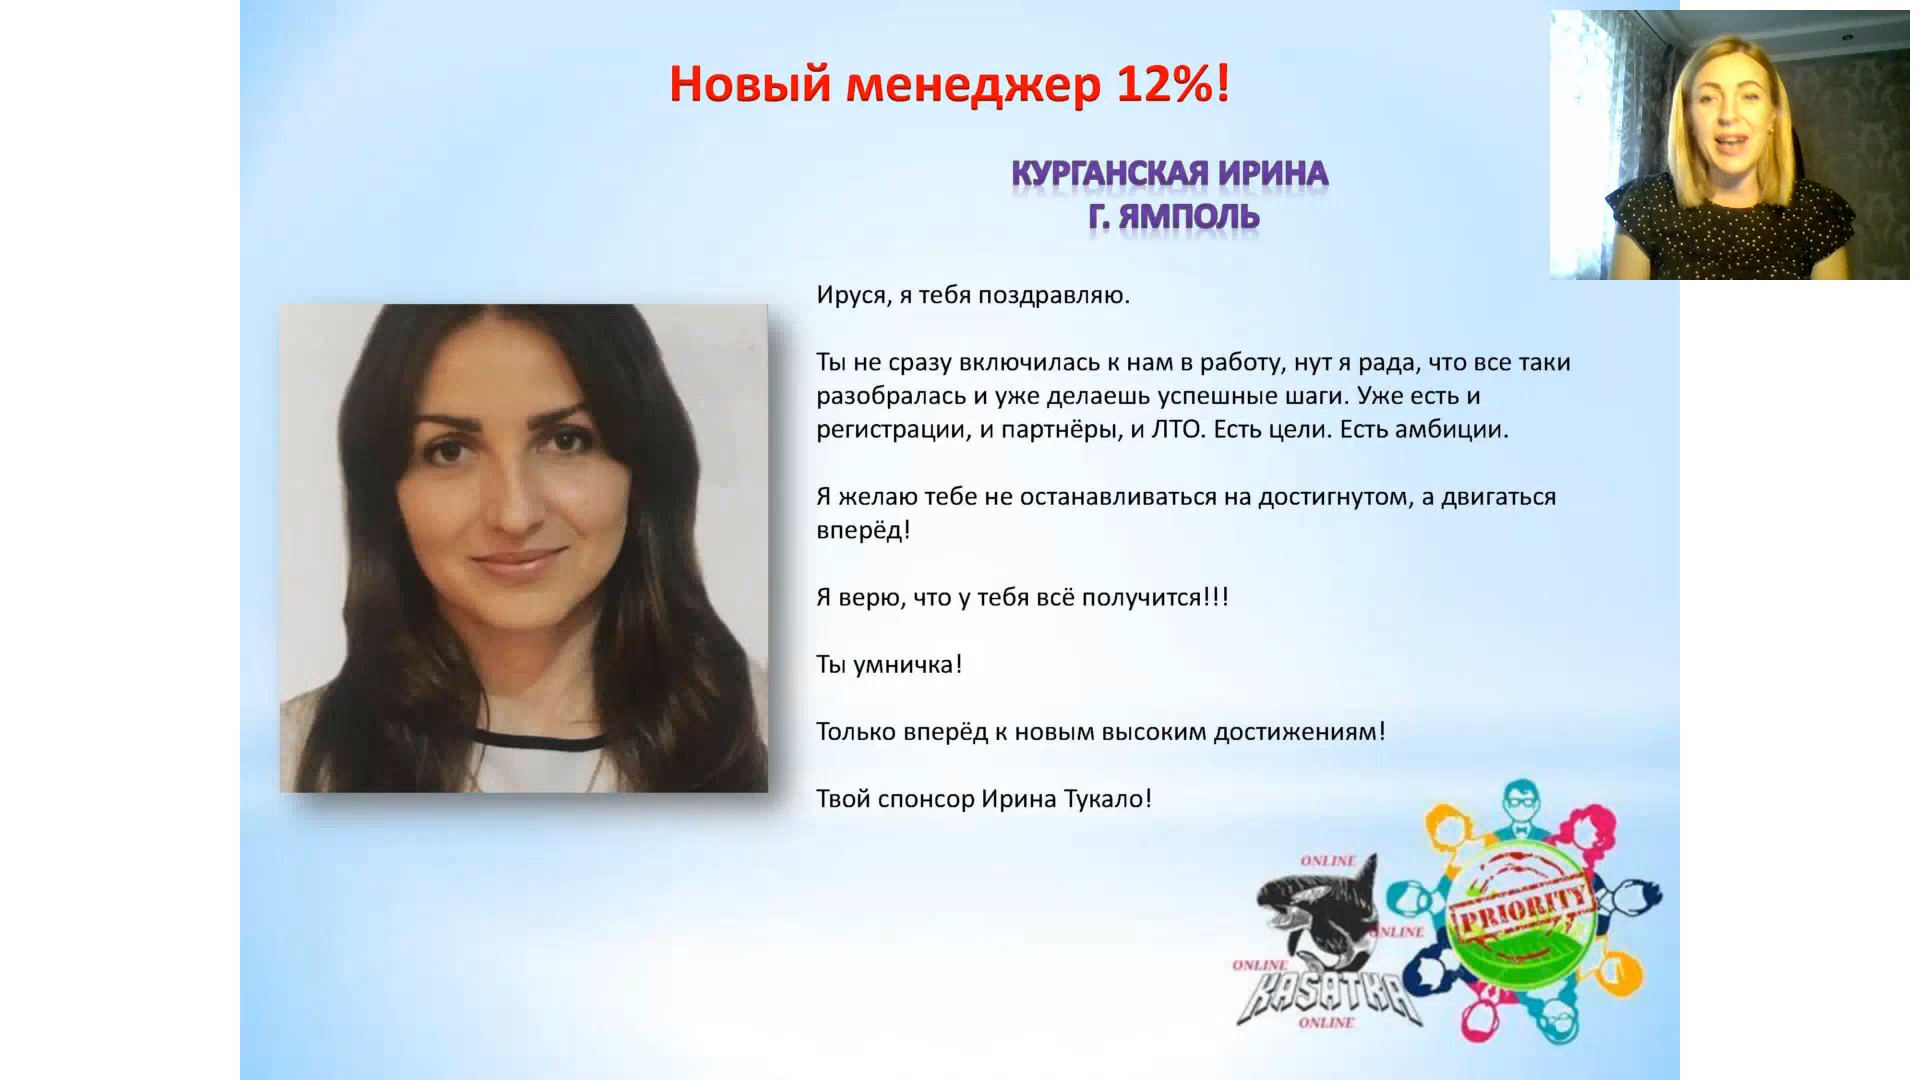 Новый менеджер 12%!
КУРГАНСКАЯ ИРИНА
Г. ЯМПОЛЬ
Ируся, я тебя поздравляю.
Ты не сразу включилась к нам в работу, нут я рада, что все таки
разобралась и уже делаешь успешные шаги. Уже есть и
регистрации, и партнёры, и ЛТО. Есть цели. Есть амбиции.
Я желаю тебе не останавливаться на достигнутом, а двигаться
вперёд!
Я верю, что у тебя всё получится!!!
Ты умничка!
Только вперёд к новым высоким достижениям!
Твой спонсор Ирина Тукало!
ONLINE
PRIORITY
ONLINE
ONLINE
KASATKA
ONLINE